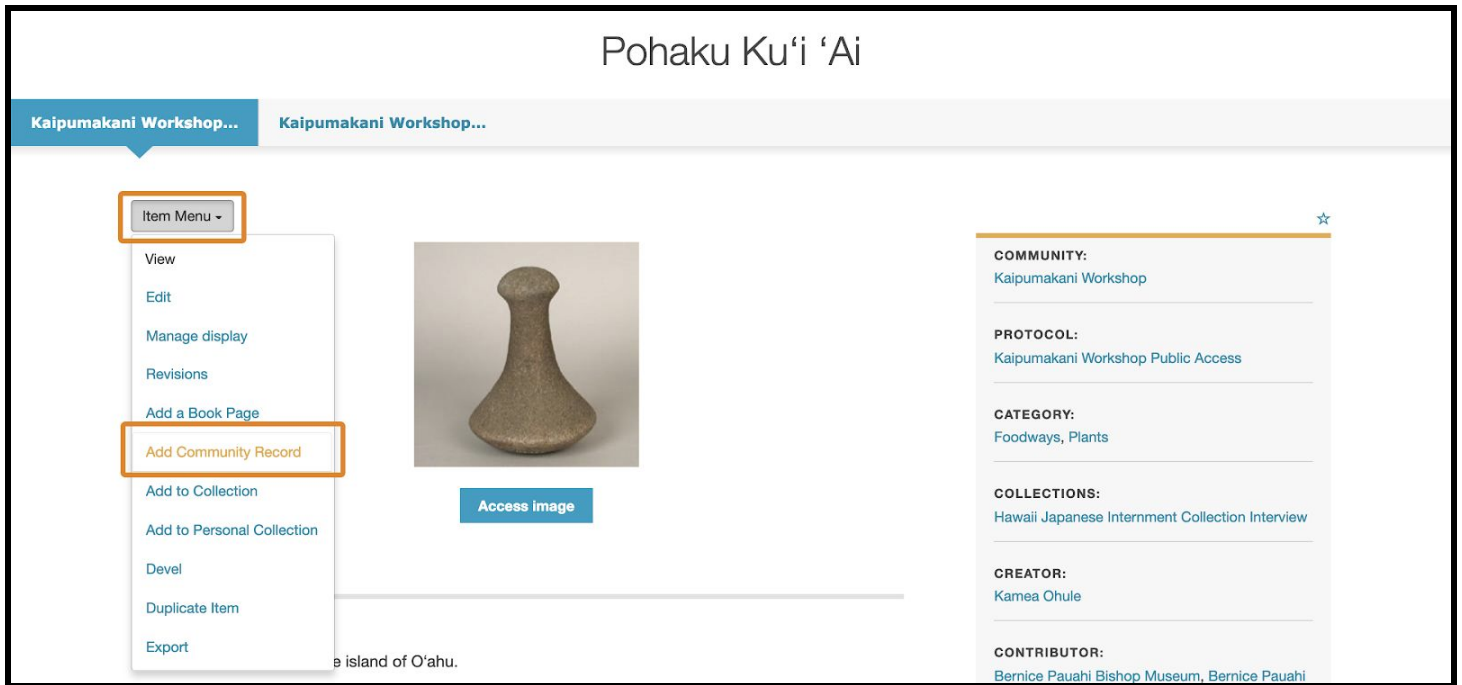 Pohaku Kuʻi ʻAi
Kaipumakani Workshop...
Kaipumakani Workshop...
Item Menu
View
Edit
Manage display
Revisions
Add a Book Page
Add Community Record
Add to Collection
Add to Personal Collection
Devel
Duplicate Item
Export
Access image
e island of Oʻahu.
COMMUNITY:
Kaipumakani Workshop
PROTOCOL:
Kaipumakani Workshop Public Access
CATEGORY:
Foodways, Plants
COLLECTIONS:
Hawaii Japanese Internment Collection Interview
CREATOR:
Kamea Ohule
CONTRIBUTOR:
Bernice Pauahi Bishop Museum, Bernice Pauahi